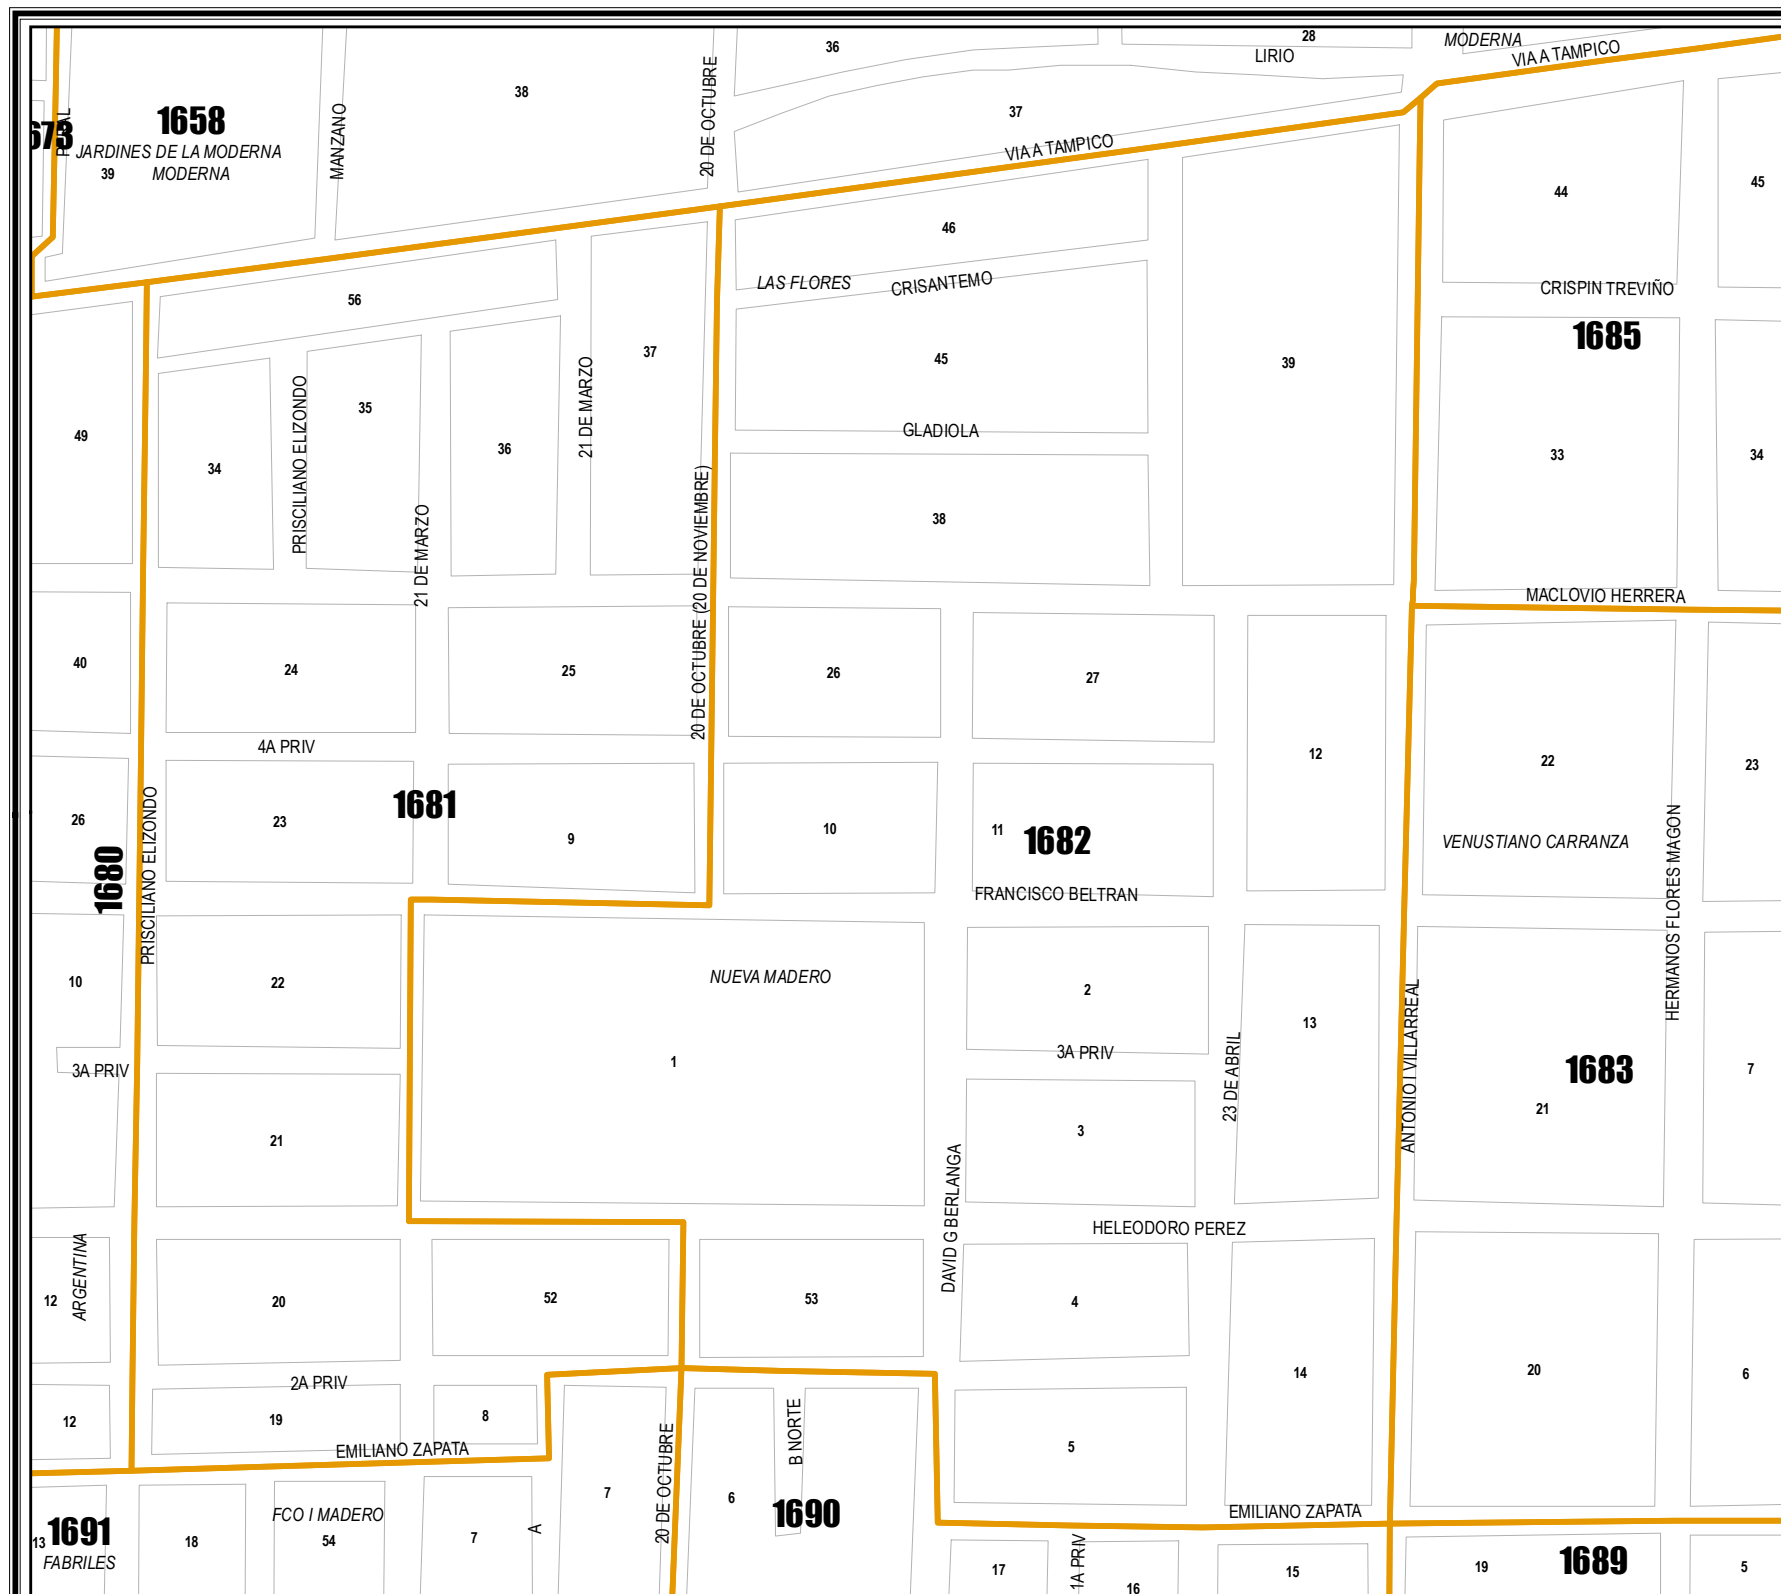 36
28
LIRIO
MODERNA
VIA A TAMPICO
38
20 DE OCTUBRE
37
1658
673
JARDINES DE LA MODERNA
39
MODERNA
MANZANO
VIA A TAMPICO
44
45
46
LAS FLORES
CRISANTEMO
CRISPIN TREVIÑO
56
1685
37
45
39
35
21 DE MARZO
PRISCILIANO ELIZONDO
49
34
36
GLADIOLA
33
34
38
21 DE MARZO
20 DE OCTUBRE (20 DE NOVIEMBRE)
MACLOVIO HERRERA
40
24
25
26
27
4A PRIV
12
22
23
1681
26
23
9
10
11
1682
VENUSTIANO CARRANZA
HERMANOS FLORES MAGON
1680
PRISCILIANO ELIZONDO
FRANCISCO BELTRAN
10
22
NUEVA MADERO
2
13
ANTONIO I VILLARREAL
3A PRIV
1
3A PRIV
23 DE ABRIL
1683
7
21
21
3
DAVID G BERLANGA
HELEODORO PEREZ
ARGENTINA
12
20
52
53
4
2A PRIV
14
20
6
12
19
8
B NORTE
EMILIANO ZAPATA
20 DE OCTUBRE
5
7
6
1690
EMILIANO ZAPATA
13
1691
FABRILES
18
FCO I MADERO
54
7
A
17
1A PRIV
16
15
19
1689
5